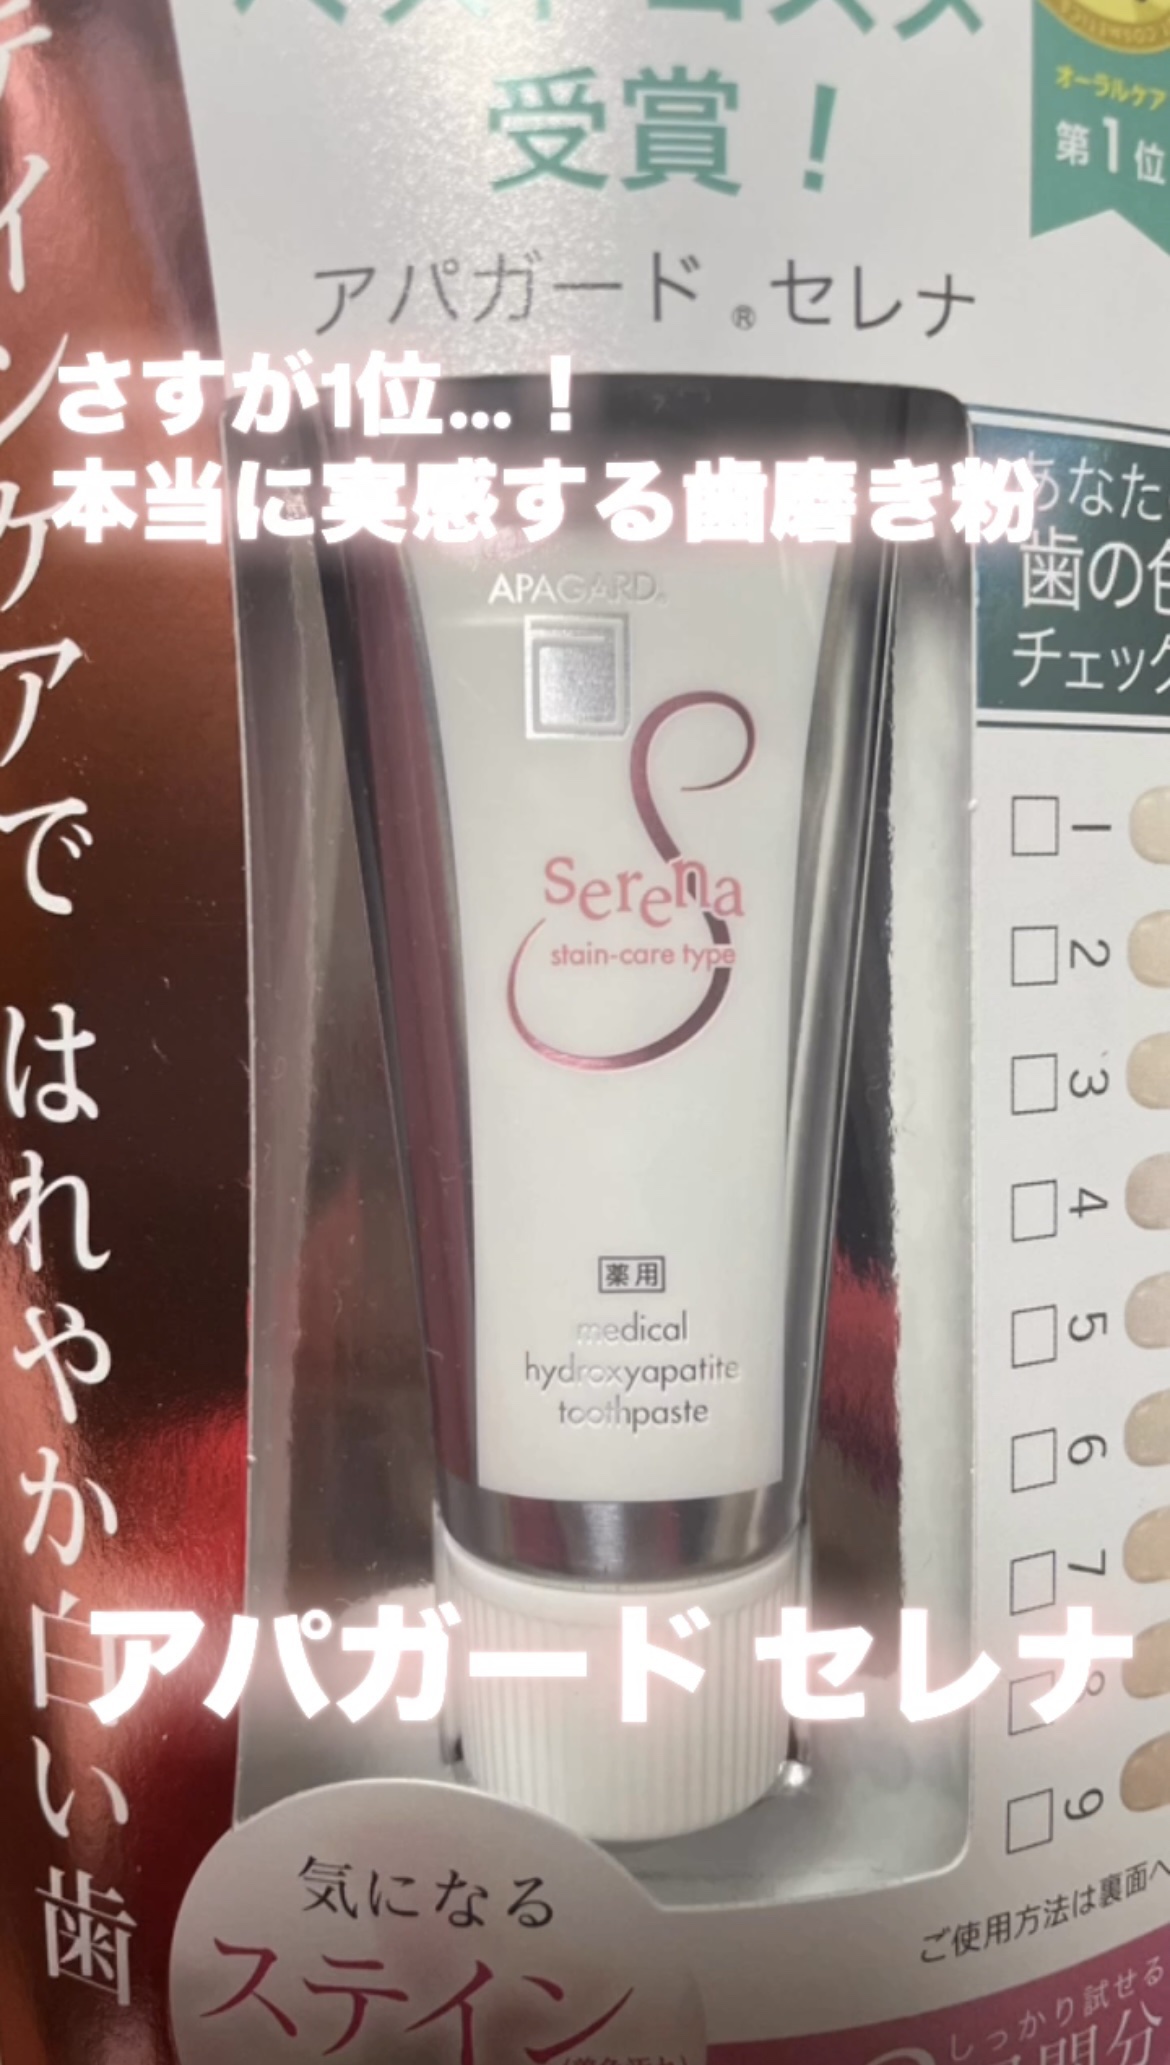 受賞！
オーラルケア
第1位
アパガード®セレナ
さすが1位...！
本当に実感する歯磨き粉
あなた
歯の色
チェック
APAGARD
Serena
stain-care type
薬用
medical
hydroxyapatite
toothpaste
1
2
3
4
5
6
7
8
9
ケアで はれやか白い歯
アパガード セレナ
気になる
ステイン
ご使用方法は裏面へ
しっかり試せる